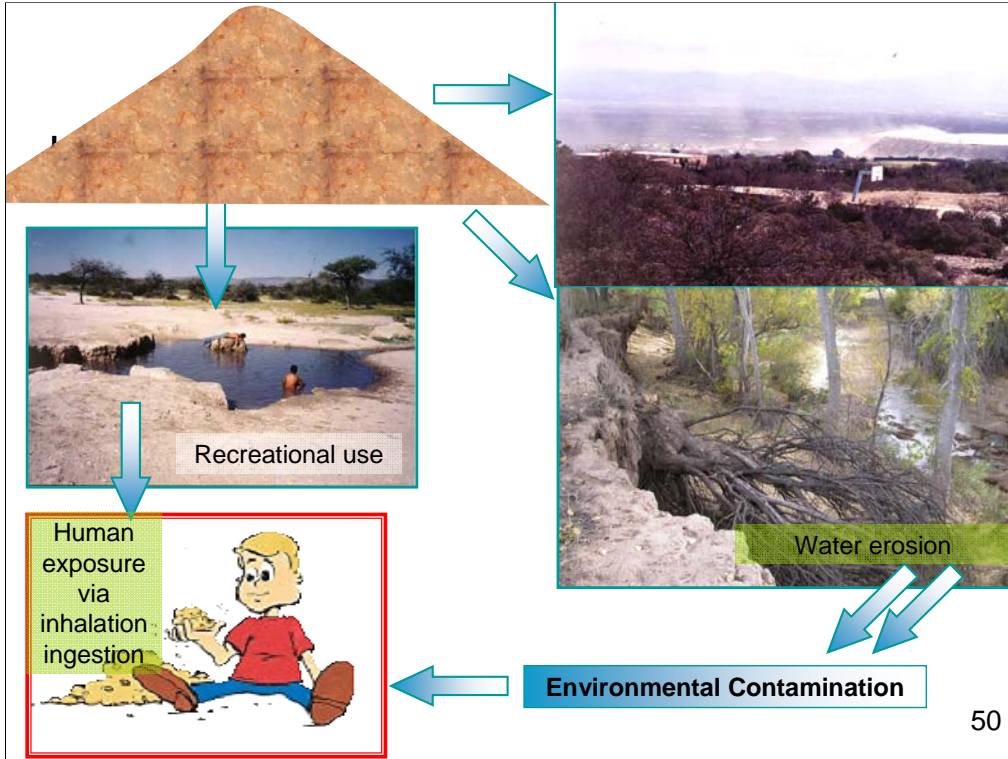 Recreational use
Human
exposure
via
inhalation
ingestion
Water erosion
Environmental Contamination
50